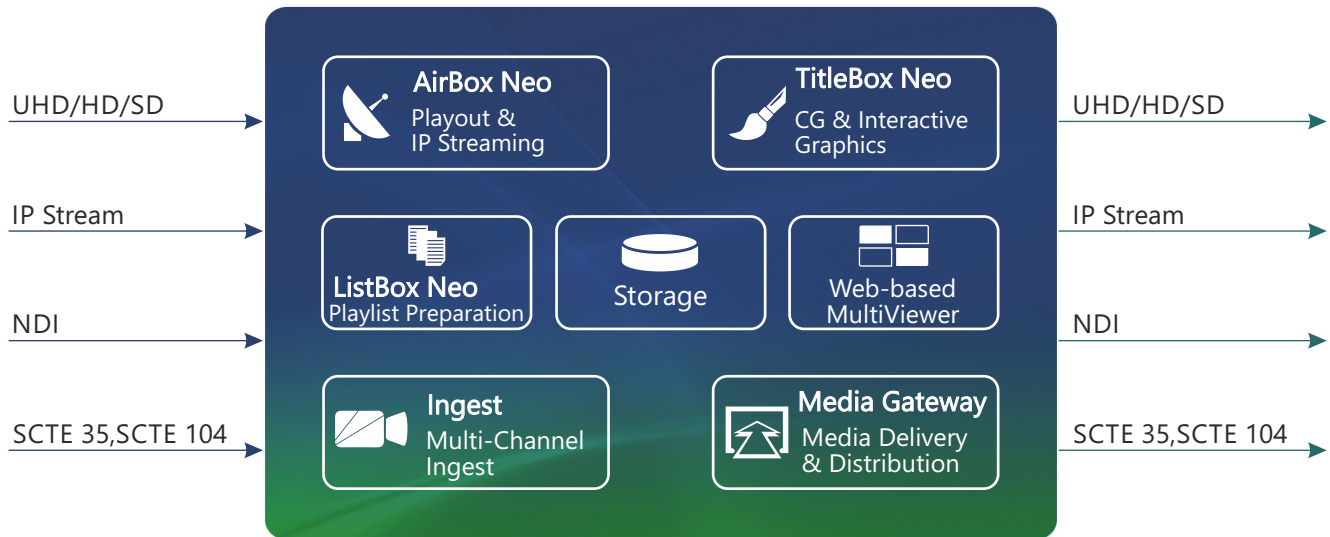 UHD/HD/SD
IP Stream
NDI
SCTE 35,SCTE 104
AirBox Neo
Playout &
IP Streaming
TitleBox Neo
CG & Interactive
Graphics
ListBox Neo
Playlist Preparation
Storage
Web-based
MultiViewer
Ingest
Multi-Channel
Ingest
Media Gateway
Media Delivery
& Distribution
UHD/HD/SD
IP Stream
NDI
SCTE 35,SCTE 104